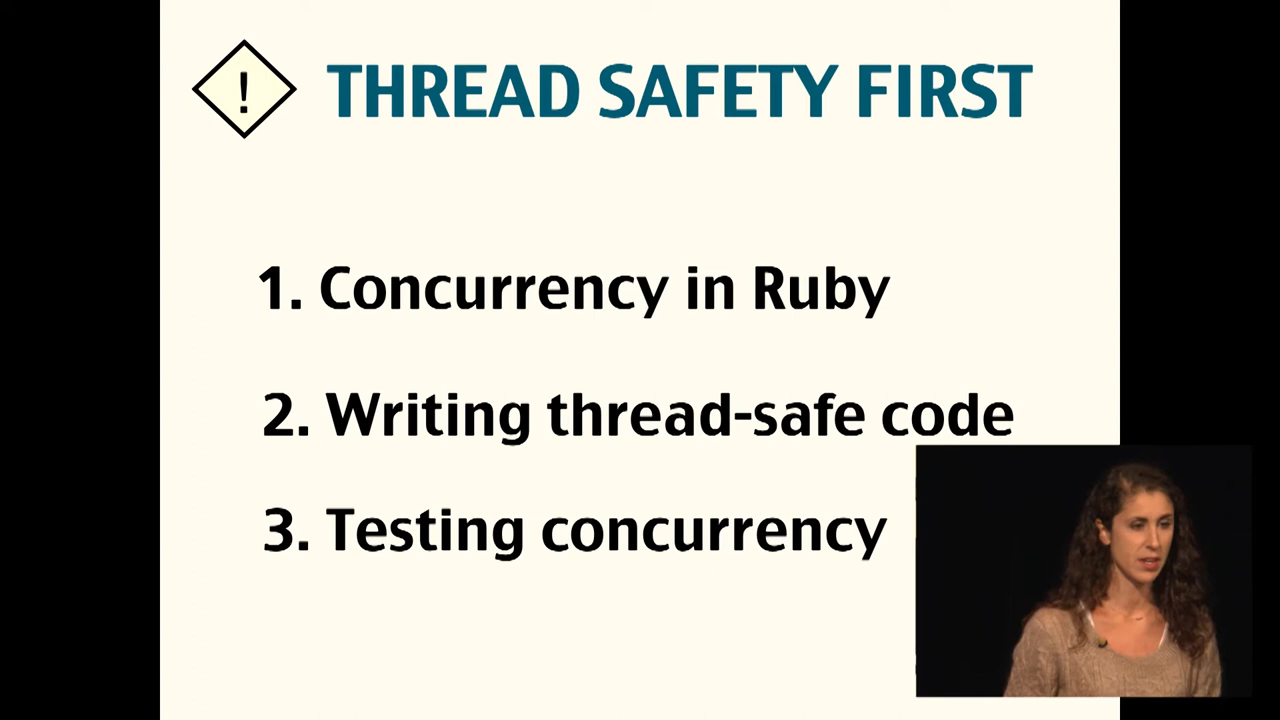 ! THREAD SAFETY FIRST
1. Concurrency in Ruby
2. Writing thread-safe code
3. Testing concurrency